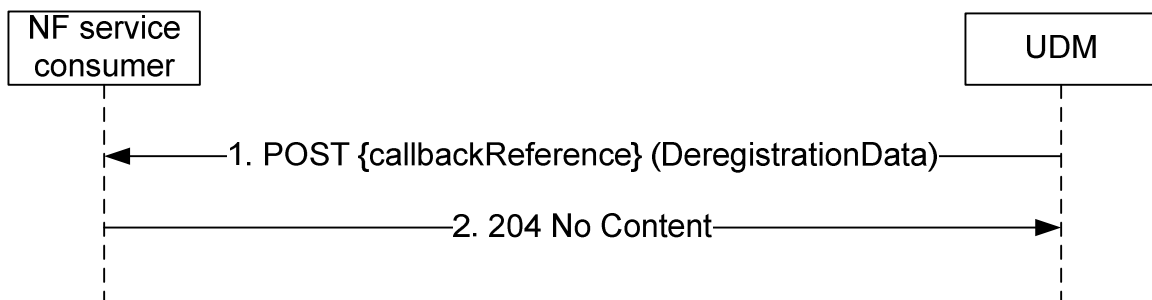 NF service
consumer
UDM
1. POST {callbackReference} (DeregistrationData)
2. 204 No Content